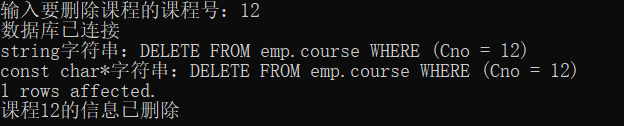 输入要删除课程的课程号：12
数据库已连接
string字符串：DELETE FROM emp.course WHERE (Cno = 12)
const char*字符串：DELETE FROM emp.course WHERE (Cno = 12)
1 rows affected.
课程12的信息已删除